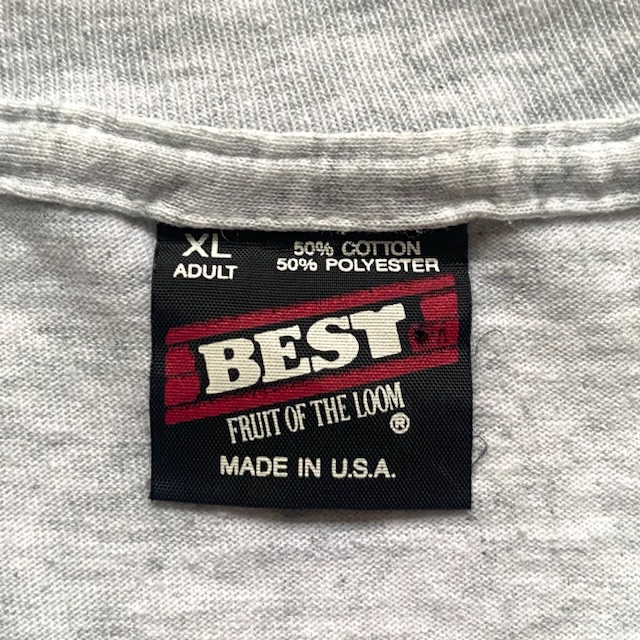 XL
ADULT
50% COTTON
50% POLYESTER
BEST
FRUIT OF THE LOOM
®
MADE IN U.S.A.